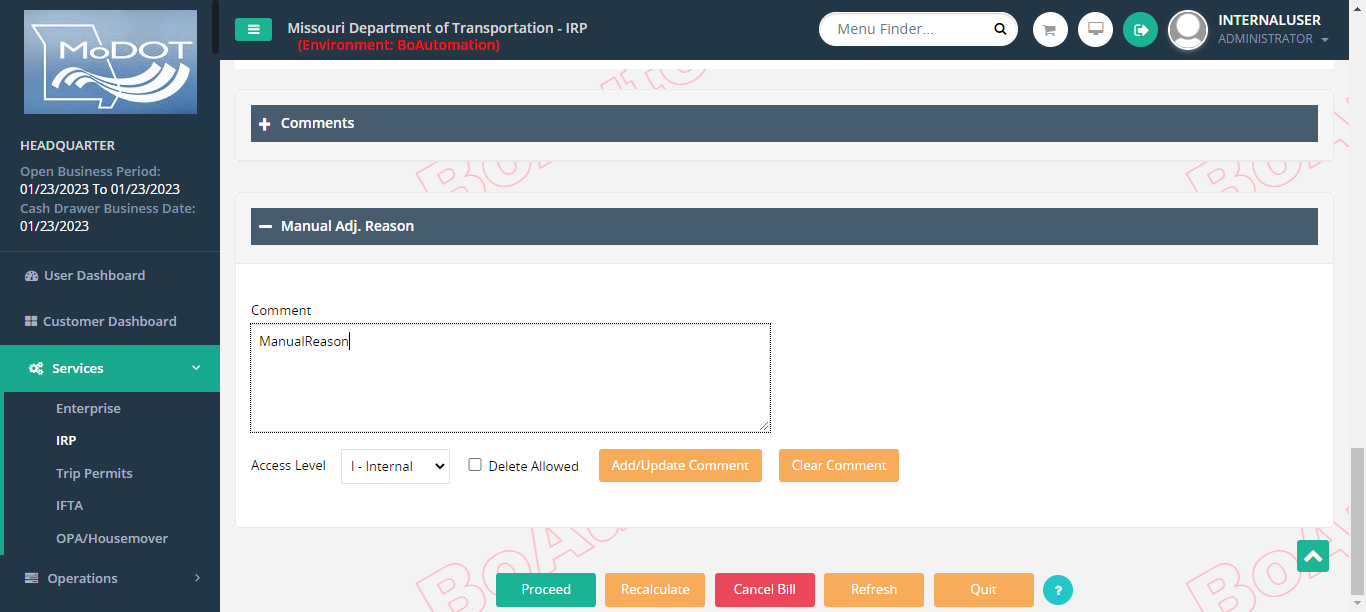 MoDOT
Missouri Department of Transportation - IRP
(Environment: BoAutomation)
Menu Finder...
INTERNALUSER
ADMINISTRATOR
HEADQUARTER
Open Business Period:
01/23/2023 To 01/23/2023
Cash Drawer Business Date:
01/23/2023
User Dashboard
Customer Dashboard
Services
Enterprise
IRP
Trip Permits
IFTA
OPA/Housemover
Operations
Comments
Manual Adj. Reason
Comment
ManualReason
Access Level
I - Internal
Delete Allowed
Add/Update Comment
Clear Comment
Proceed
Recalculate
Cancel Bill
Refresh
Quit
?